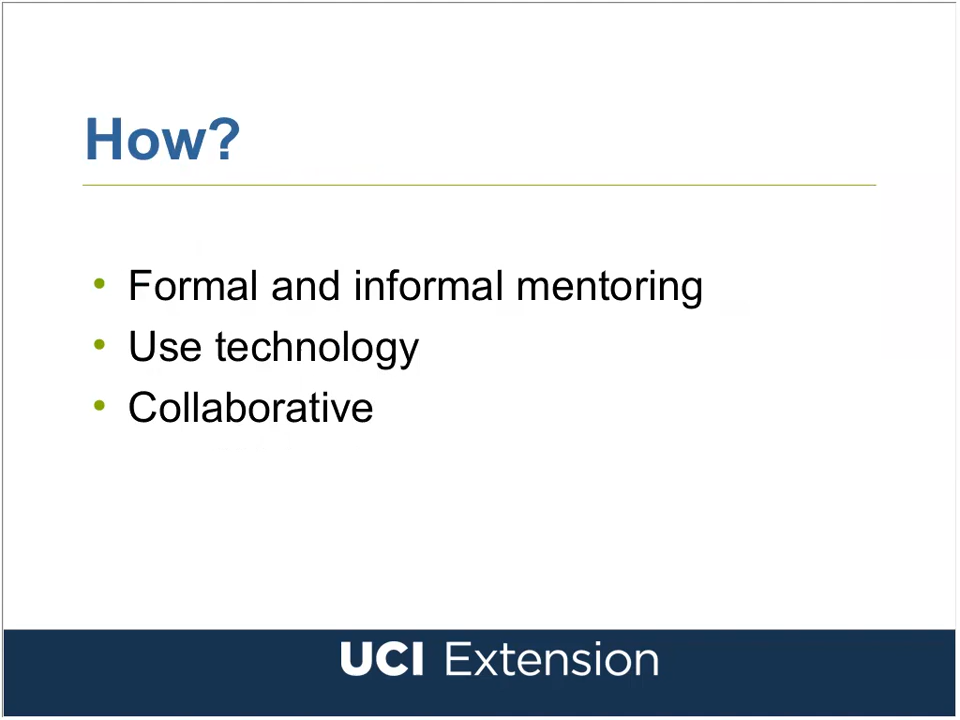 How?
• Formal and informal mentoring
• Use technology
• Collaborative
UCI Extension